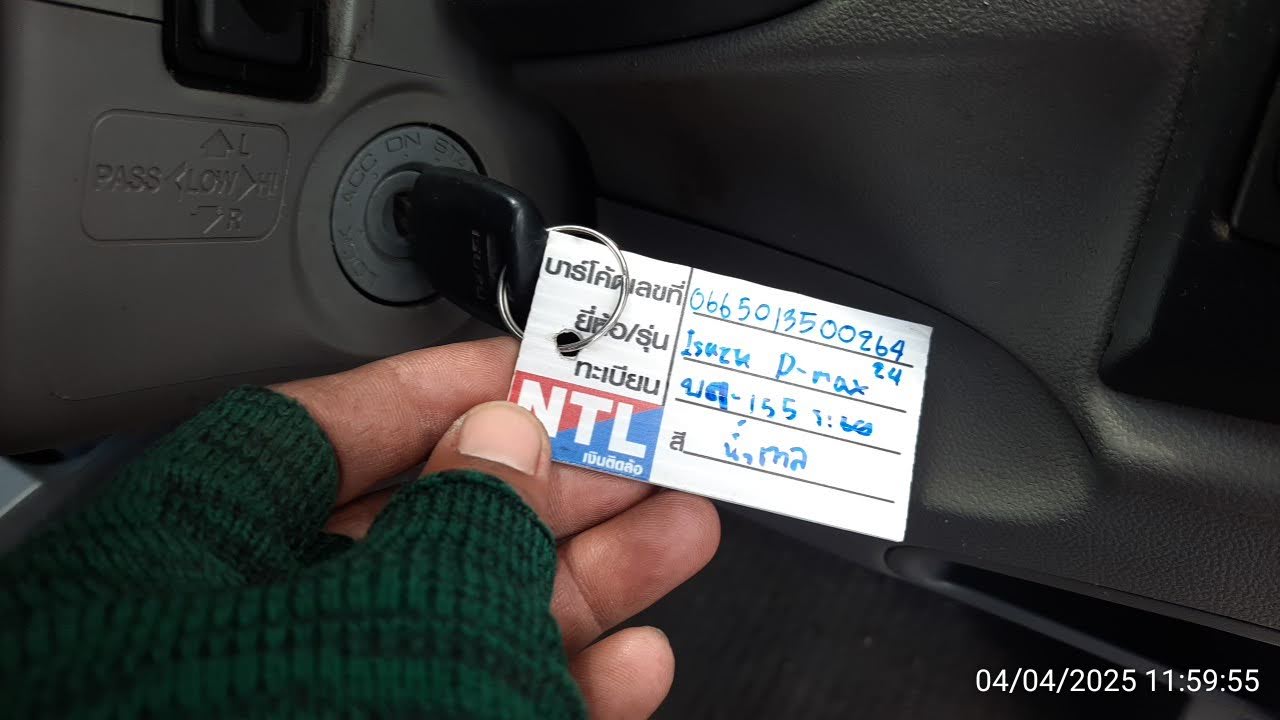 L
PASS <LOW> HI
R
LOCK ACC ON STA
บาร์โค้ดเลขที่ 0665013500264
ยี่ห้อ/รุ่น Isuzu D-max 24
ทะเบียน -155
NTL
เงินติดล้อ
สี น้ำตาล
04/04/2025 11:59:55